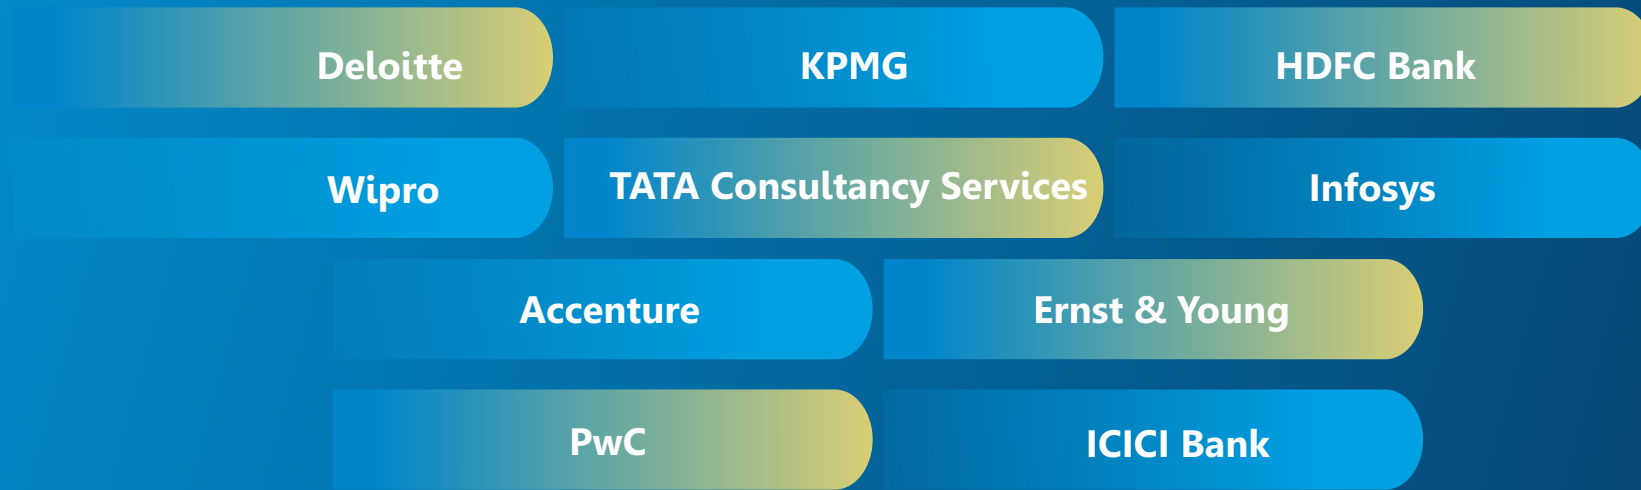 Deloitte
KPMG
HDFC Bank
Wipro
TATA Consultancy Services
Infosys
Accenture
Ernst & Young
PwC
ICICI Bank